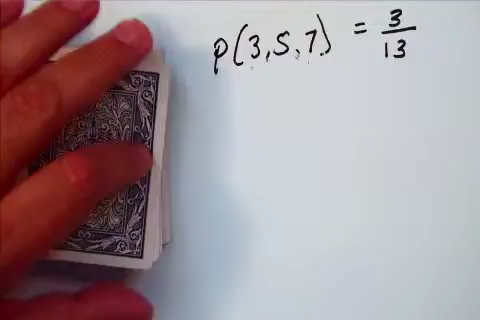 P(3,5,7) = 3/13